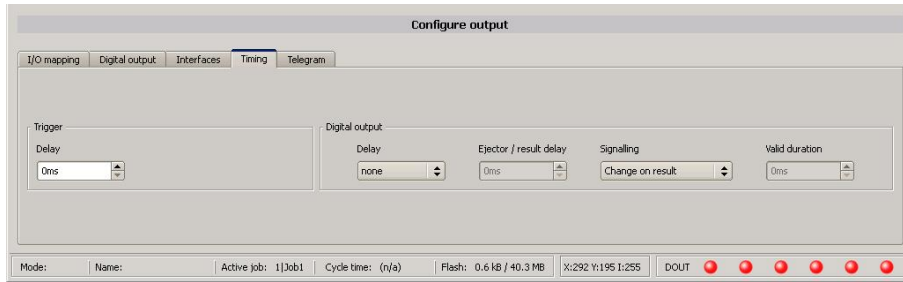 Configure output
I/O mapping Digital output Interfaces Timing Telegram
Trigger Digital output
Delay Delay Ejector / result delay Signalling Valid duration
0ms none 0ms Change on result 0ms
Mode: Name: Active job: 1|Job1 Cycle time: (n/a) Flash: 0.6 kB / 40.3 MB X:292 Y:195 I:255 DOUT